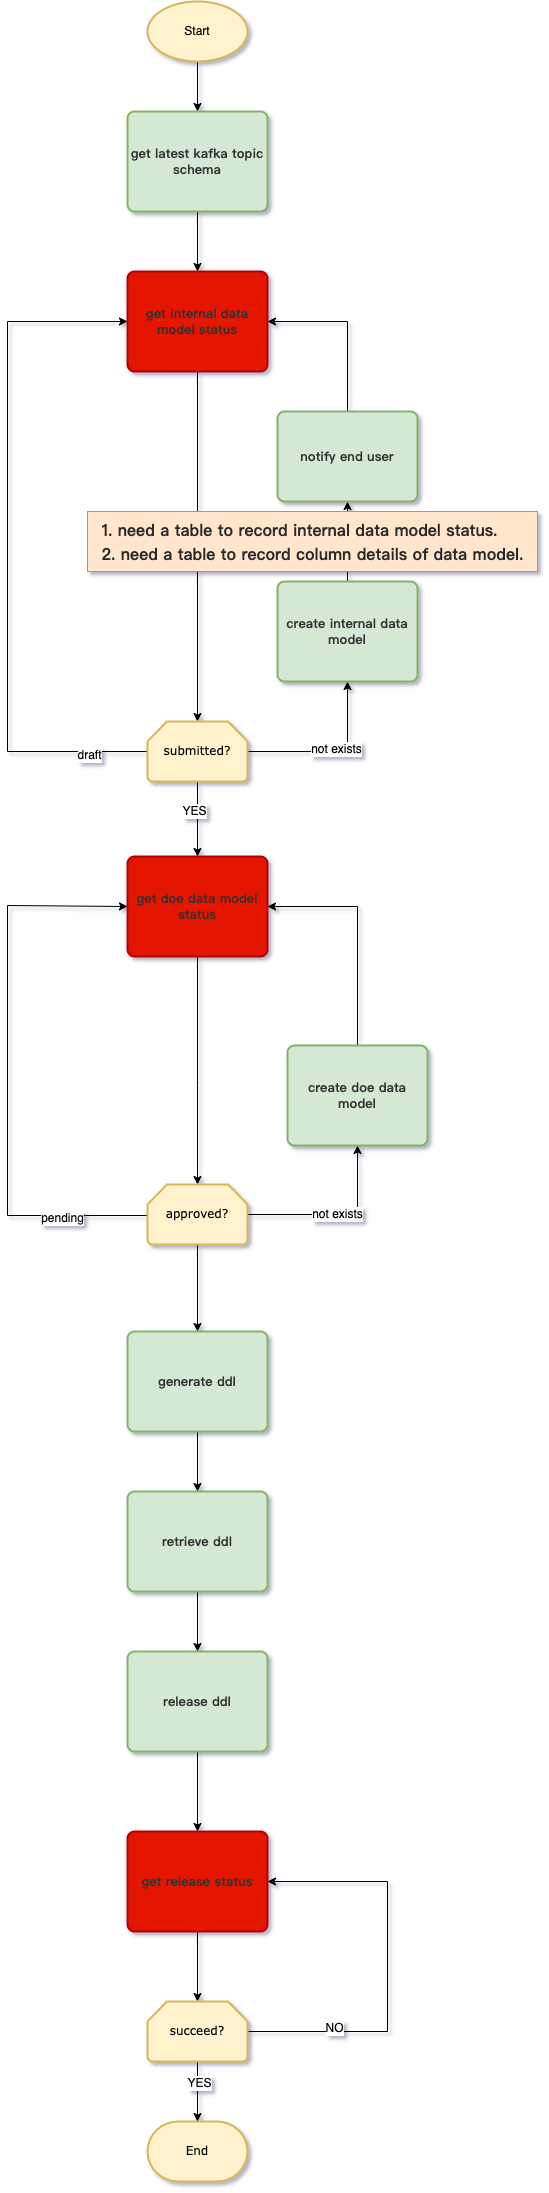 Start
get latest kafka topic
schema
get internal data
model status
notify end user
1. need a table to record internal data model status.
2. need a table to record column details of data model.
create internal data
model
submitted?
not exists
draft
YES
get doe data model
status
create doe data
model
approved?
not exists
pending
generate ddl
retrieve ddl
release ddl
get release status
succeed?
NO
YES
End